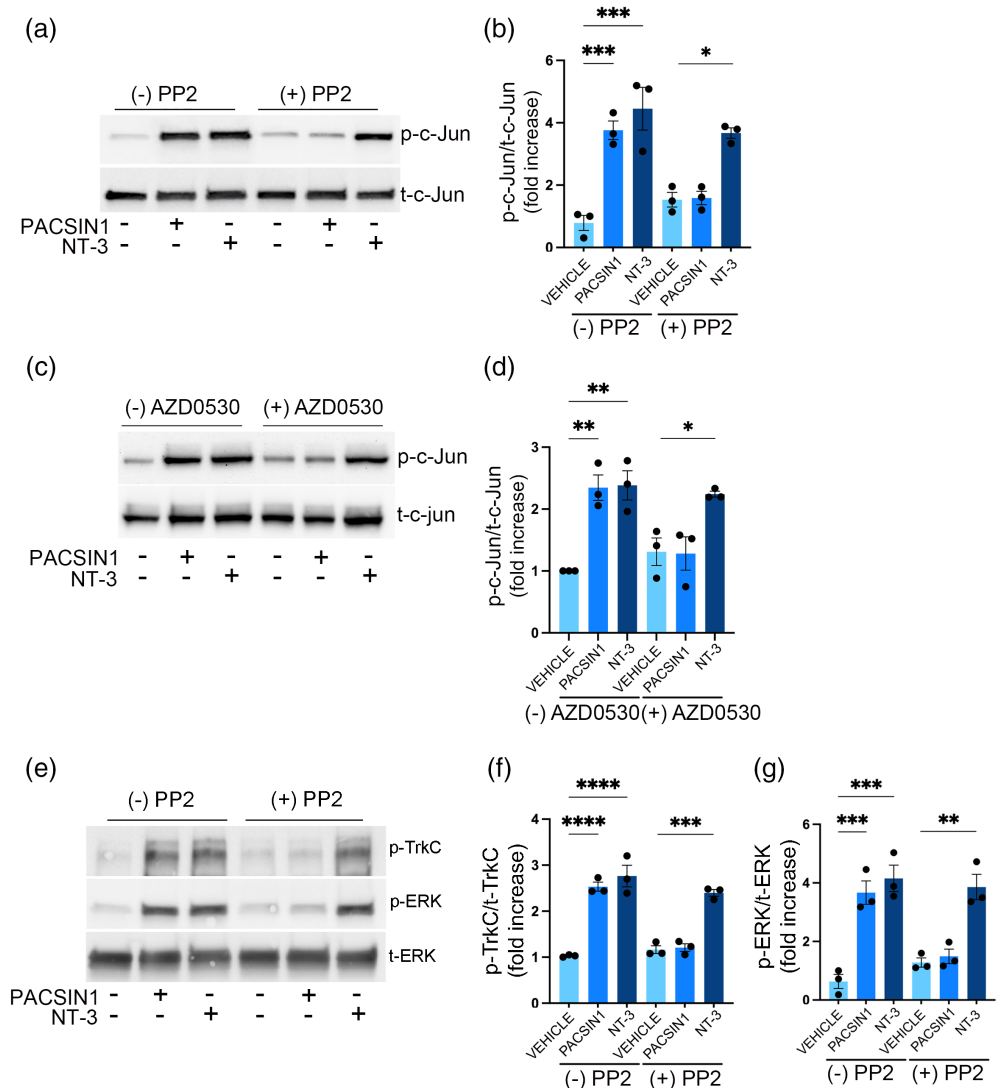 (a)
(-) PP2 (+) PP2
p-c-Jun
t-c-Jun
PACSIN1 - + - - + -
NT-3 - - + - - +
(b)
*** 
*** *
p-c-Jun/t-c-Jun
(fold increase)
6
4
2
0
VEHICLE PACSIN1 NT-3 VEHICLE PACSIN1 NT-3
(-) PP2 (+) PP2
(c)
(-) AZD0530 (+) AZD0530
p-c-Jun
t-c-jun
PACSIN1 - + - - + -
NT-3 - - + - - +
(d)
**
** *
p-c-Jun/t-c-Jun
(fold increase)
3
2
1
0
VEHICLE PACSIN1 NT-3 VEHICLE PACSIN1 NT-3
(-) AZD0530 (+) AZD0530
(e)
(-) PP2 (+) PP2
p-TrkC
p-ERK
t-ERK
PACSIN1 - + - - + -
NT-3 - - + - - +
(f)
****
**** ***
p-TrkC/t-TrkC
(fold increase)
4
3
2
1
0
VEHICLE PACSIN1 NT-3 VEHICLE PACSIN1 NT-3
(-) PP2 (+) PP2
(g)
***
*** **
p-ERK/t-ERK
(fold increase)
6
4
2
0
VEHICLE PACSIN1 NT-3 VEHICLE PACSIN1 NT-3
(-) PP2 (+) PP2